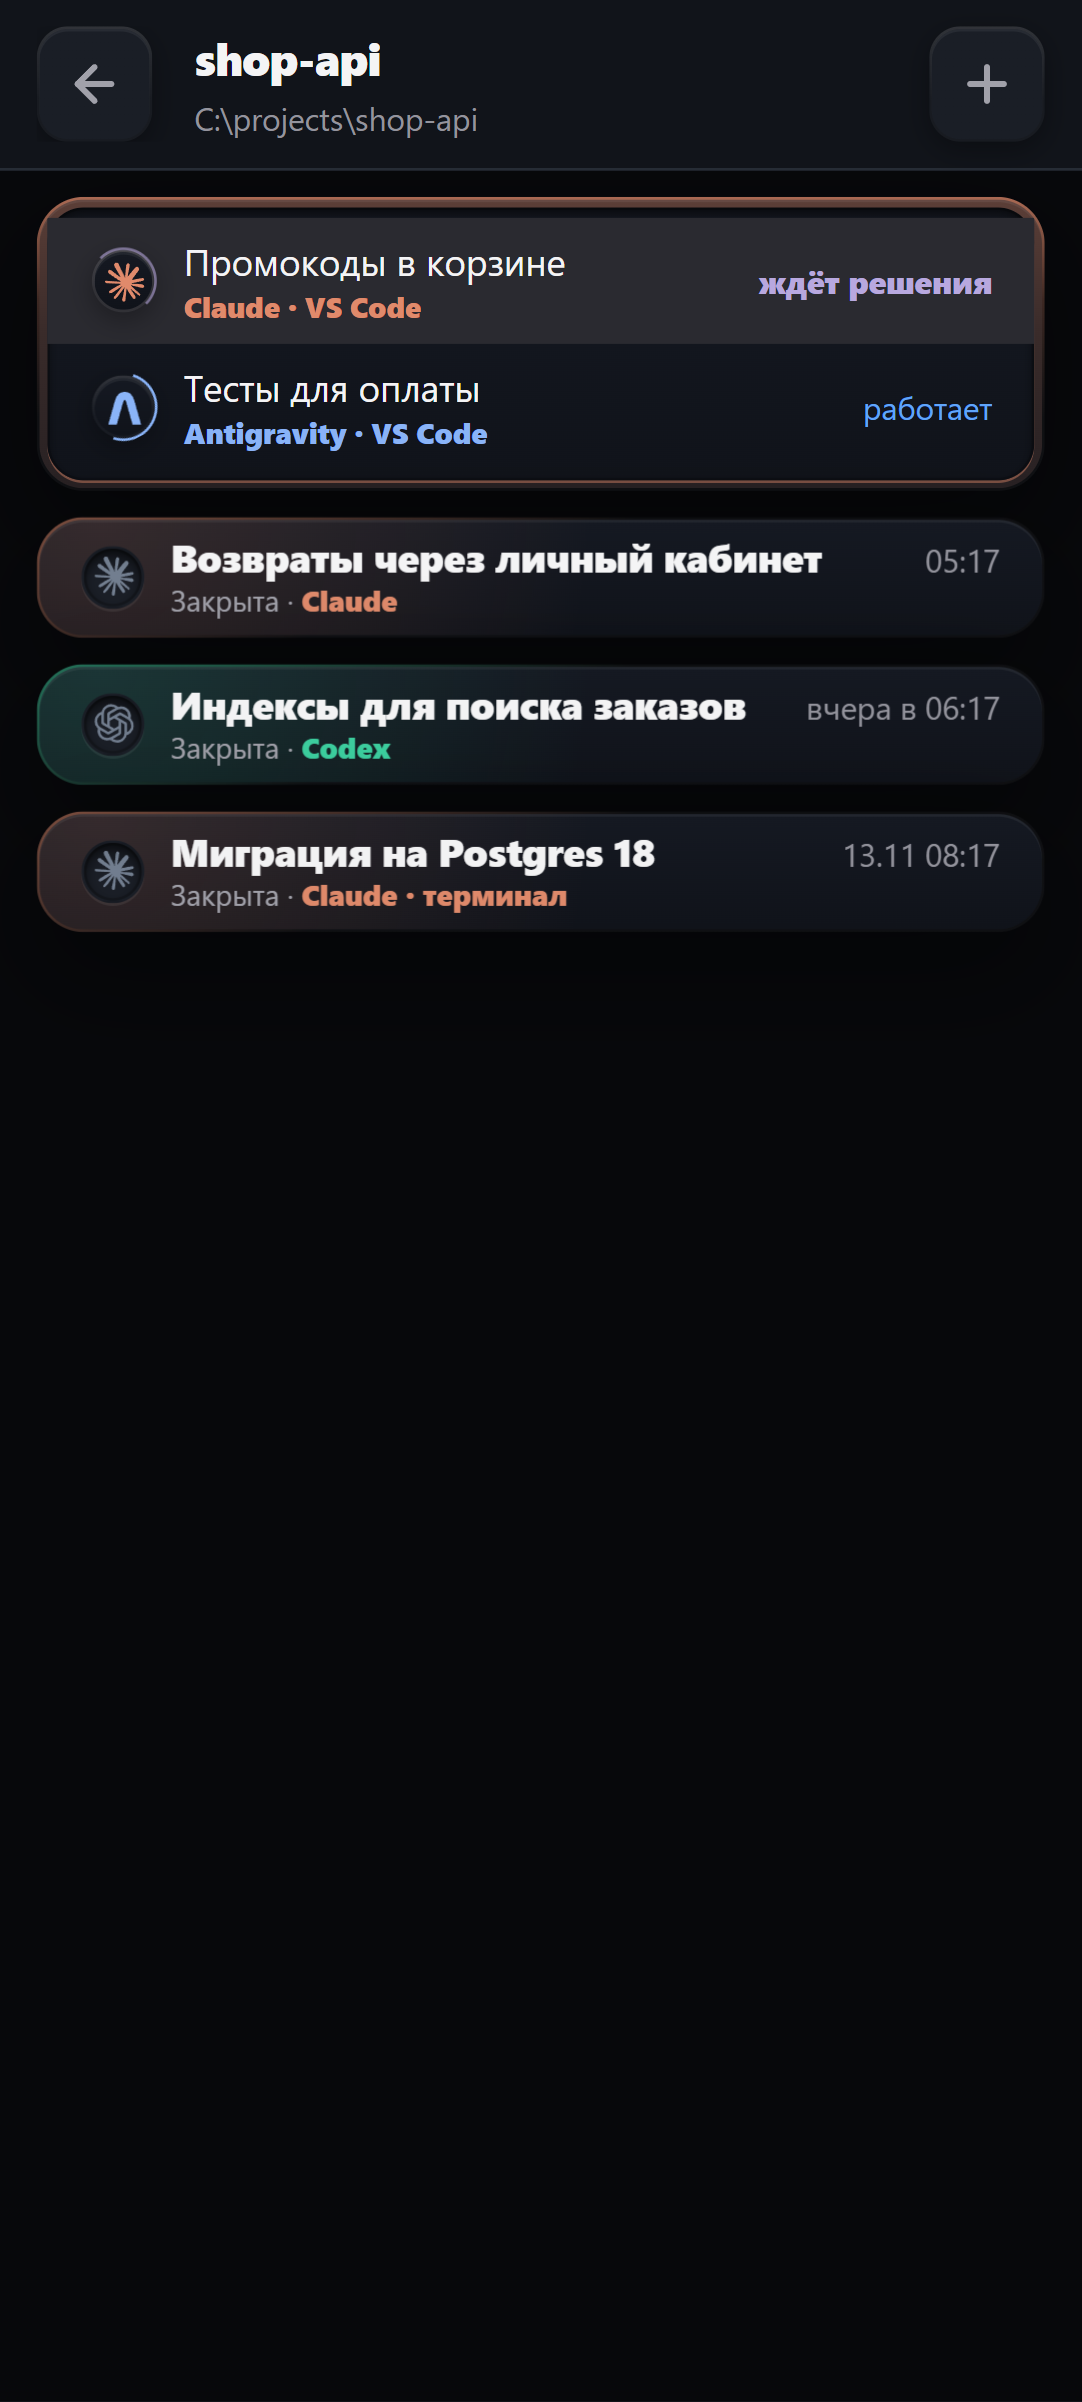 shop-api
C:\projects\shop-api
Промокоды в корзине
Claude · VS Code
ждёт решения
Тесты для оплаты
Antigravity · VS Code
работает
Возвраты через личный кабинет
05:17
Закрыта · Claude
Индексы для поиска заказов
вчера в 06:17
Закрыта · Codex
Миграция на Postgres 18
13.11 08:17
Закрыта · Claude · терминал